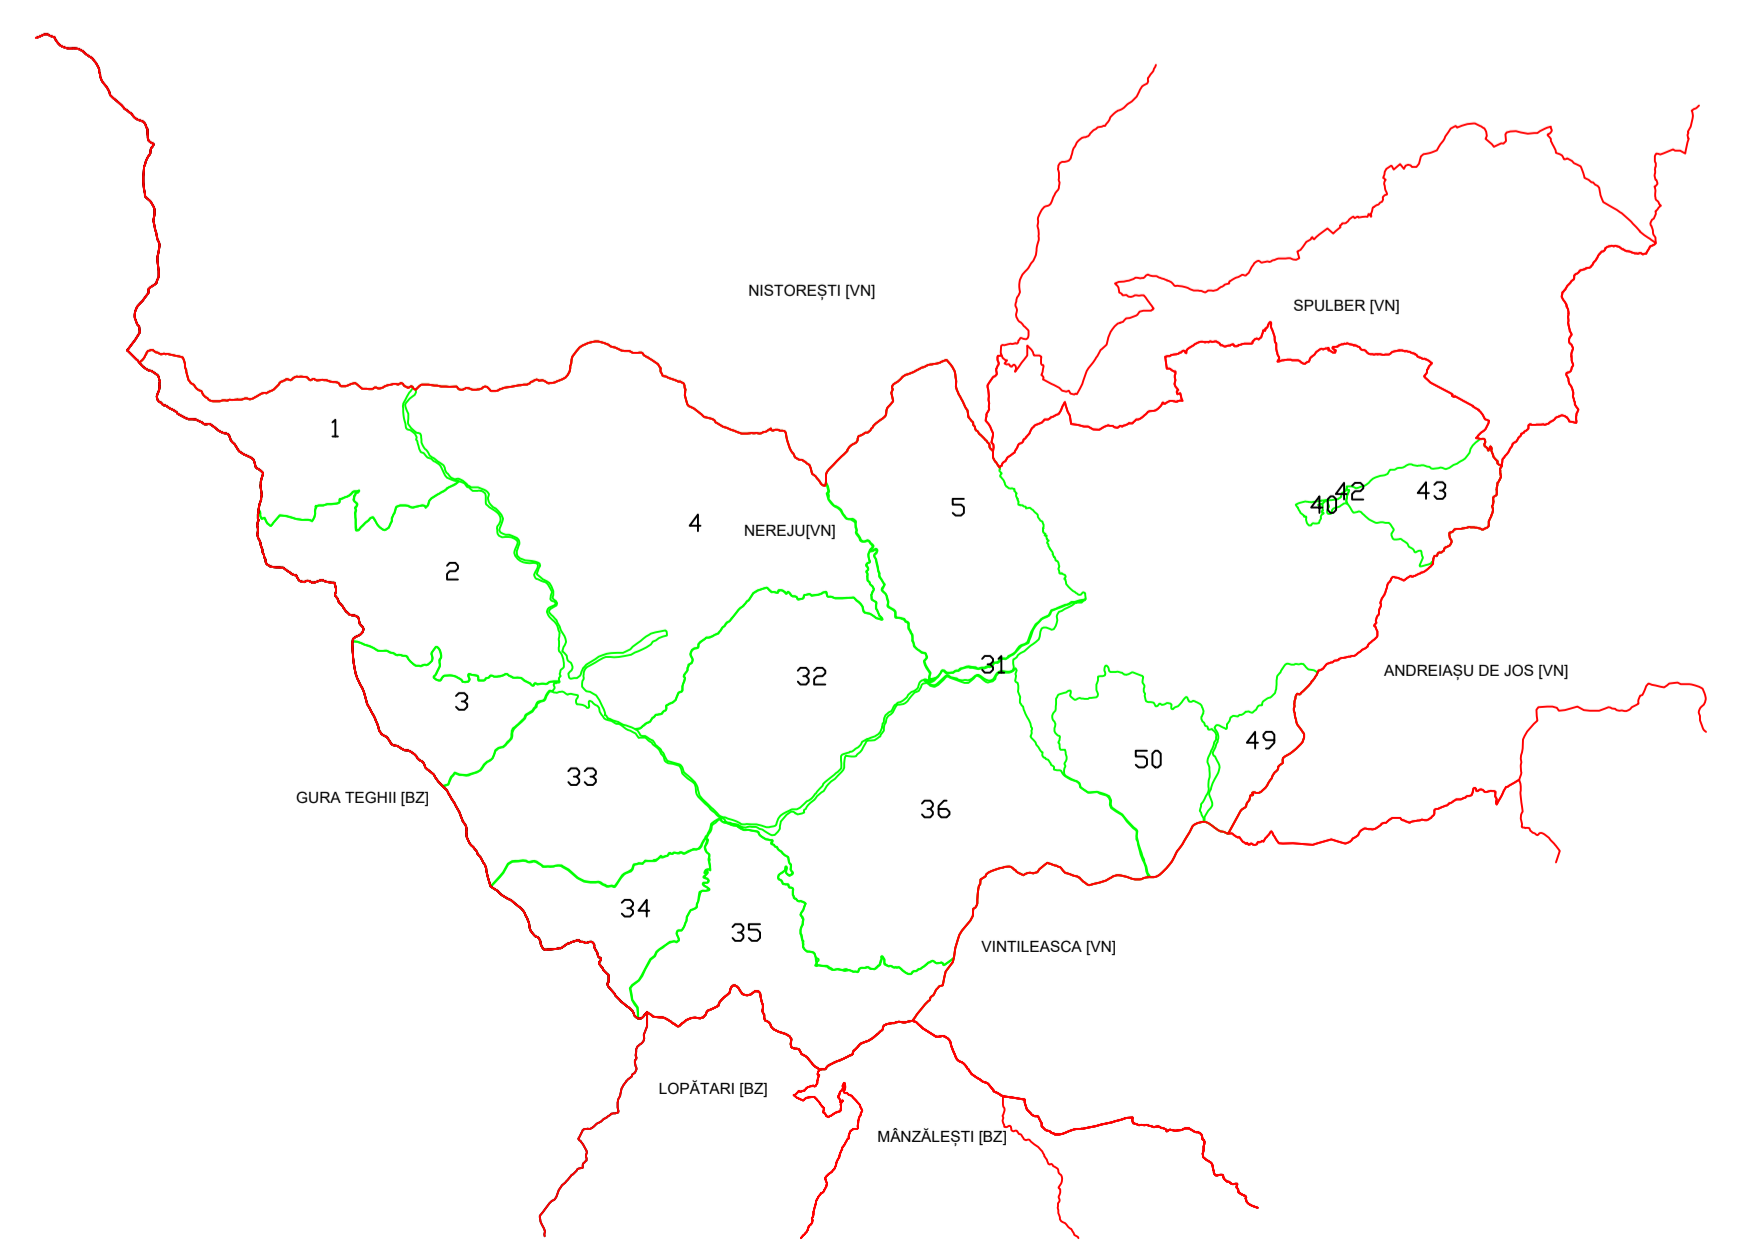 NISTOREȘTI [VN]
SPULBER [VN]
1
5
4
NEREJU[VN]
40
42
43
2
31
32
3
ANDREIAȘU DE JOS [VN]
49
50
33
GURA TEGHII [BZ]
36
34
35
VINTILEASCA [VN]
LOPĂTARI [BZ]
MÂNZĂLEȘTI [BZ]